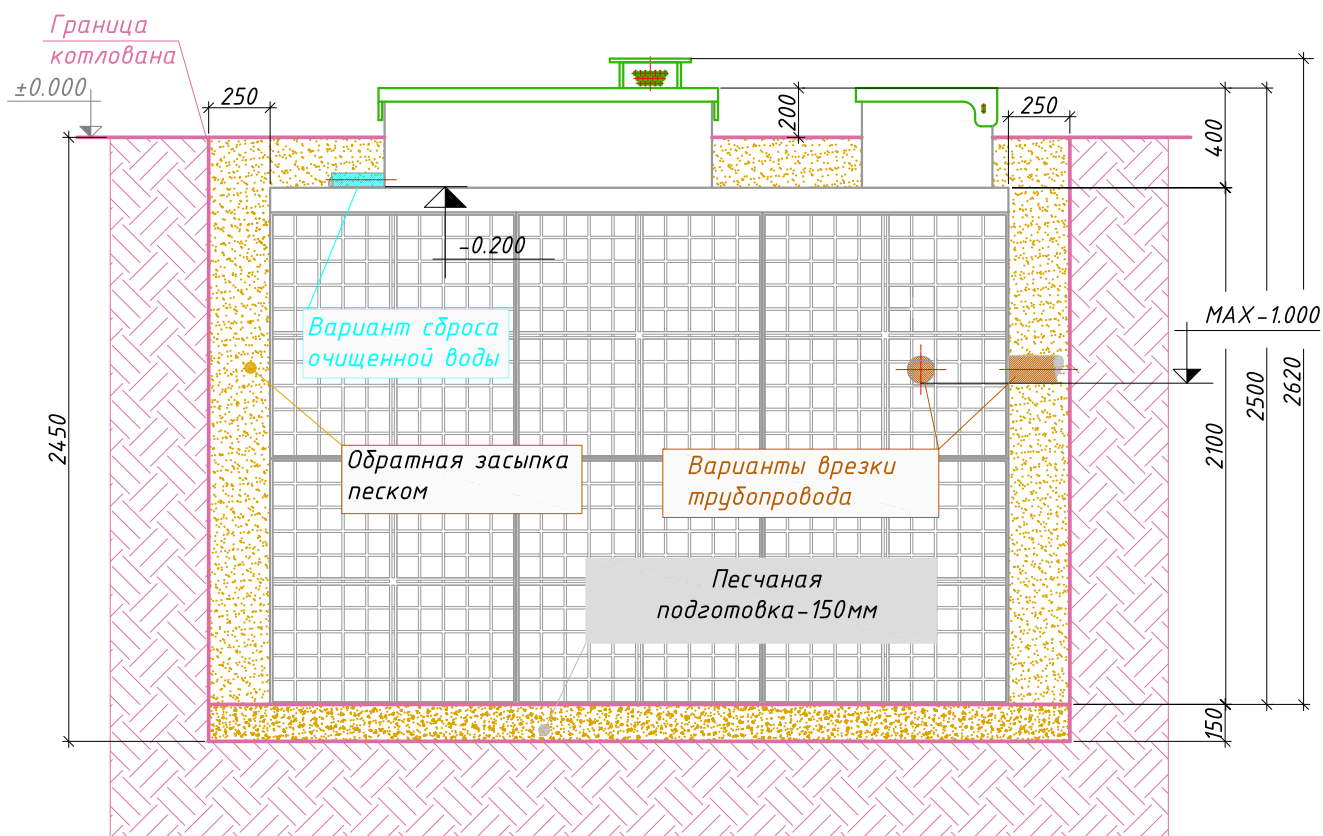 Граница
котлована
±0.000
250
200
250
400
-0.200
MAX-1.000
Вариант сброса
очищенной воды
2450
2100
2500
2620
Обратная засыпка
песком
Варианты врезки
трубопровода
Песчаная
подготовка-150мм
150